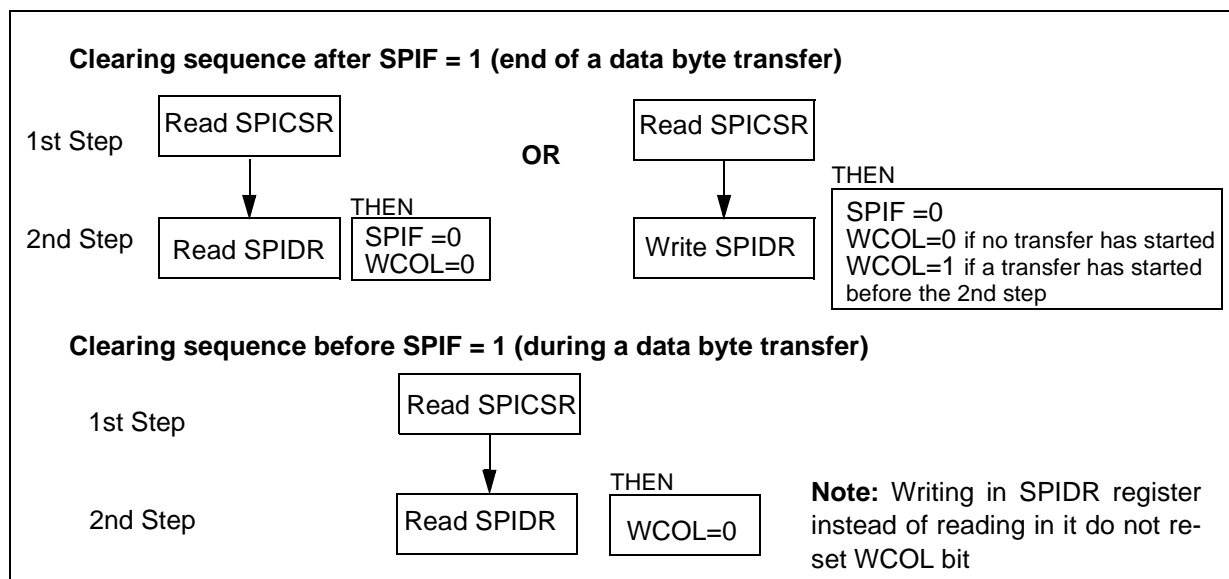 Clearing sequence after SPIF = 1 (end of a data byte transfer)
1st Step
Read SPICSR
OR
Read SPICSR
2nd Step
Read SPIDR
THEN
SPIF =0
WCOL=0
Write SPIDR
THEN
SPIF =0
WCOL=0 if no transfer has started
WCOL=1 if a transfer has started
before the 2nd step
Clearing sequence before SPIF = 1 (during a data byte transfer)
1st Step
Read SPICSR
2nd Step
Read SPIDR
THEN
WCOL=0
Note: Writing in SPIDR register
instead of reading in it do not re-
set WCOL bit